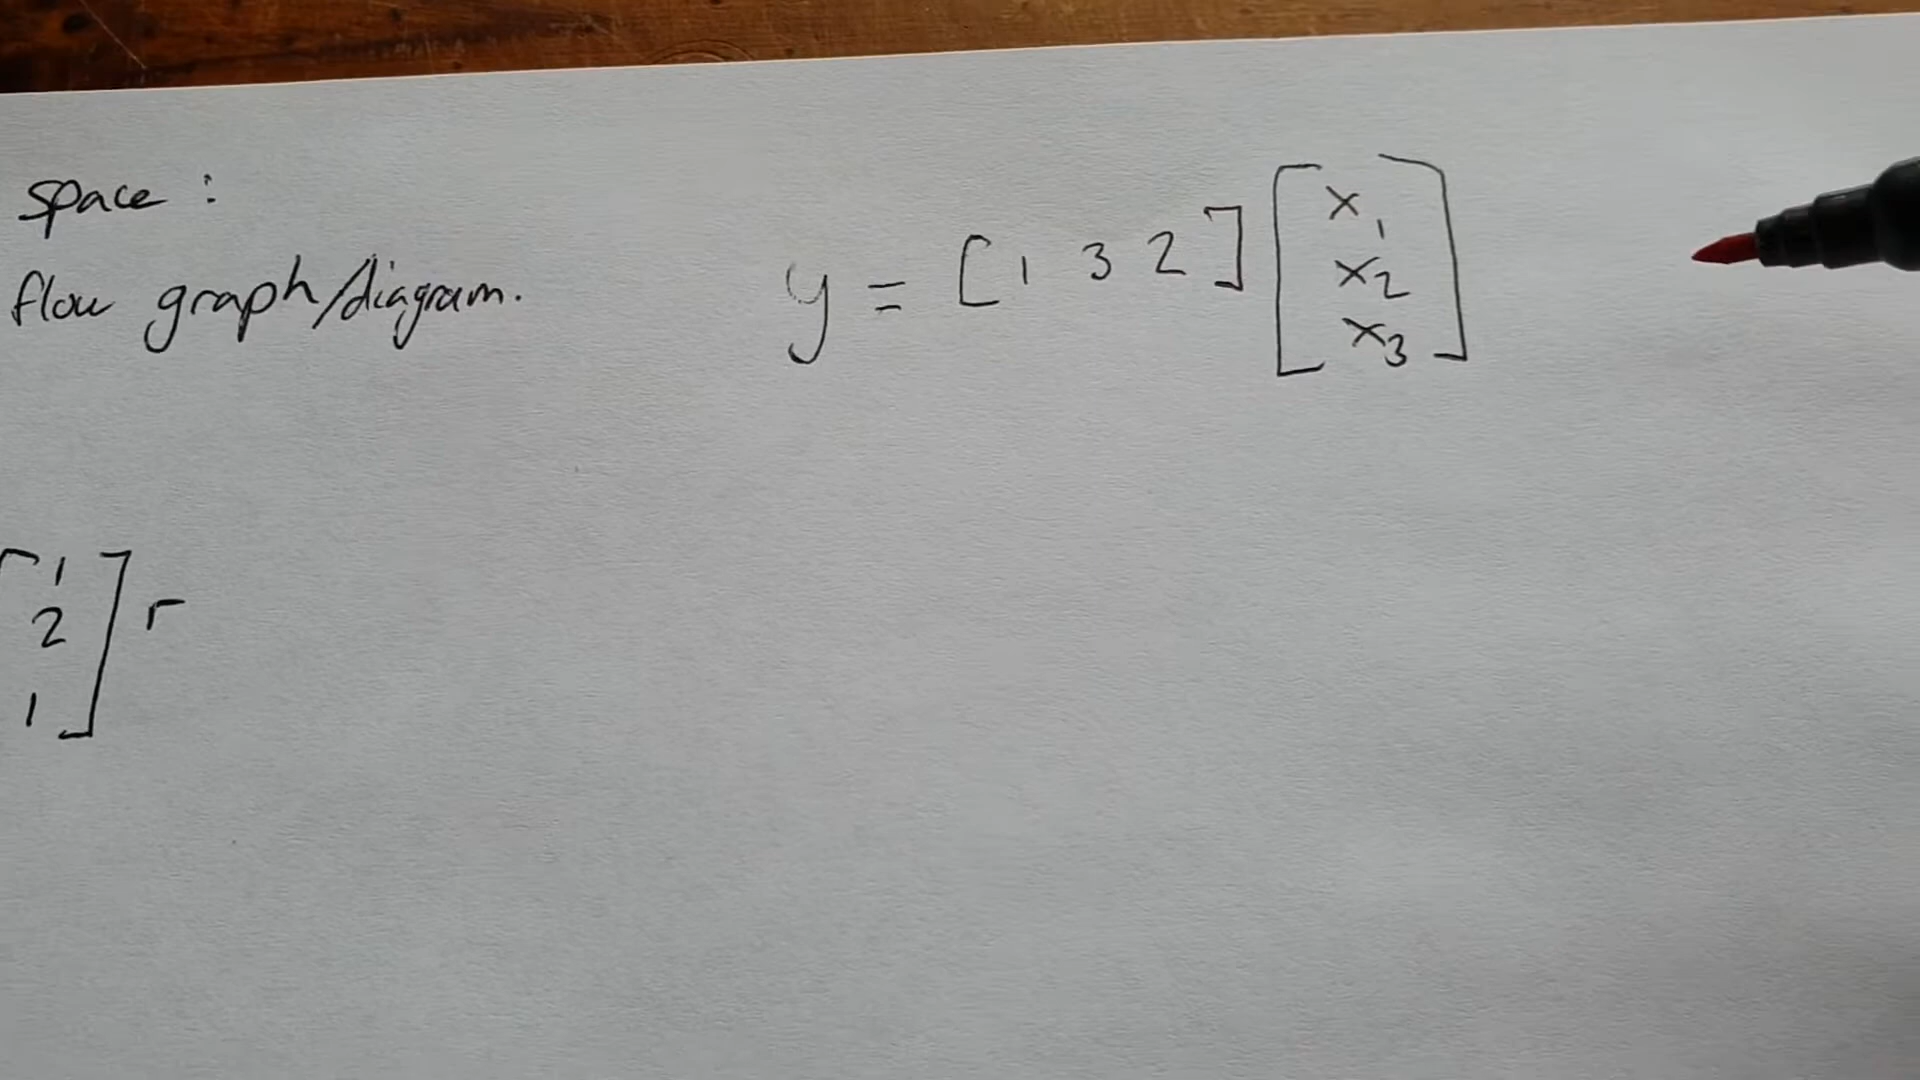 space :
flow graph/diagram.
y = [ 1 3 2 ] [ x1
x2
x3 ]
[ 1
2
1 ] r